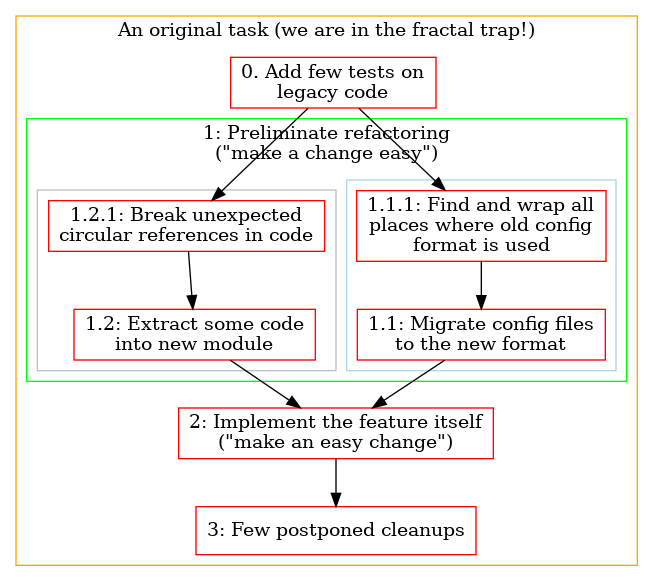 An original task (we are in the fractal trap!)
0. Add few tests on
legacy code
1: Preliminate refactoring
("make a change easy")
1.2.1: Break unexpected
circular references in code
1.1.1: Find and wrap all
places where old config
format is used
1.2: Extract some code
into new module
1.1: Migrate config files
to the new format
2: Implement the feature itself
("make an easy change")
3: Few postponed cleanups